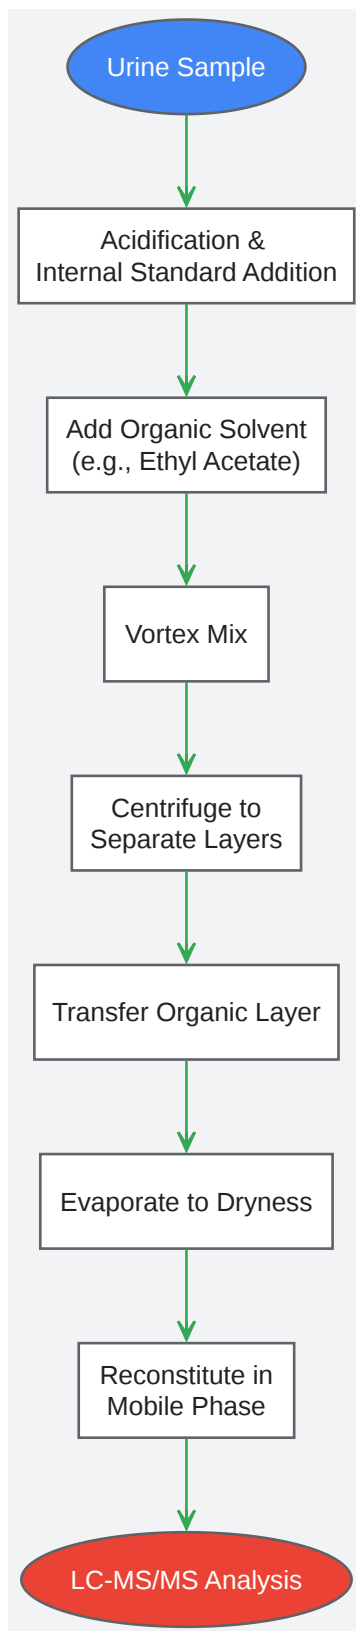 Urine Sample
Acidification &
Internal Standard Addition
Add Organic Solvent
(e.g., Ethyl Acetate)
Vortex Mix
Centrifuge to
Separate Layers
Transfer Organic Layer
Evaporate to Dryness
Reconstitute in
Mobile Phase
LC-MS/MS Analysis